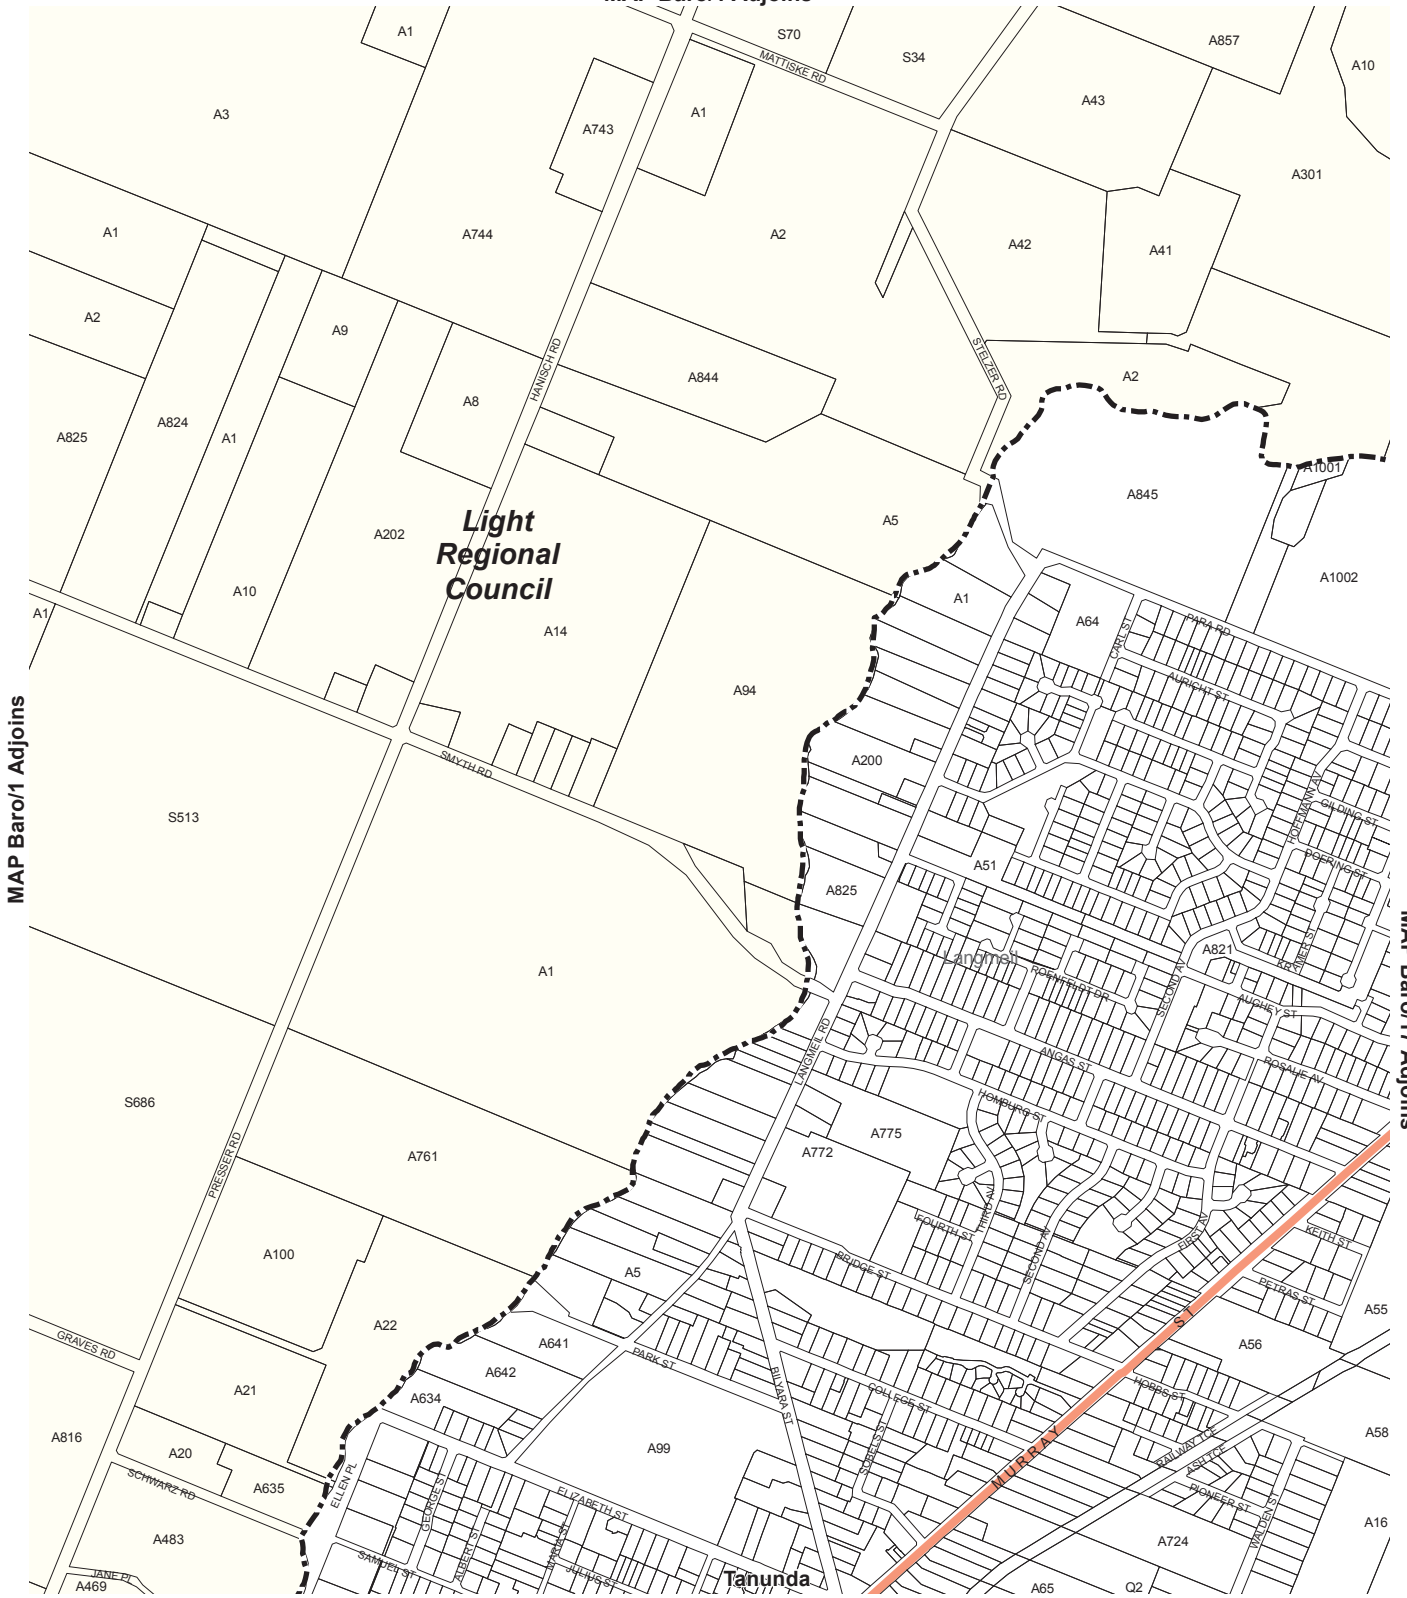 A1
S70
A857
MATTISKE RD
S34
A10
A3
A743
A1
A43
A301
A1
A744
A2
A42
A41
A2
A9
HANISCH RD
STELZER RD
A844
A2
A8
A825
A824
A1
A1001
A845
A202
Light
Regional
Council
A5
A1002
A10
A1
A1
A14
A64
CARL ST
PARA RD
A94
AURICHT ST
MAP Baro/1 Adjoins
SMYTH RD
A200
S513
HOFFMANN AV
GILDING ST
DOERING ST
A51
A825
KRAMER ST
A821
Langmeil
ROENFELDT DR
SECOND AV
A1
AUGHEY ST
LANGMEIL RD
ANGAS ST
ROSALIE AV
S686
HOMBURG ST
A775
A772
PRESSER RD
A761
THIRD AV
FOURTH ST
FIRST AV
SECOND AV
KEITH ST
A100
BRIDGE ST
A5
PETRAS ST
A55
A22
GRAVES RD
A641
PARK ST
A56
A642
A21
BILYARA ST
COLLEGE ST
HOBBS ST
A634
A816
A20
A99
SOBELS ST
MURRAY ST
RAILWAY TCE
ASH TCE
A58
SCHWARZ RD
A635
ELLEN PL
GEORGE ST
ELIZABETH ST
PIONEER ST
WALDEN ST
A16
A483
ALBERT ST
MARIA ST
A724
SAMUEL ST
JULIUS ST
JANE PL
A469
Tanunda
A65
Q2